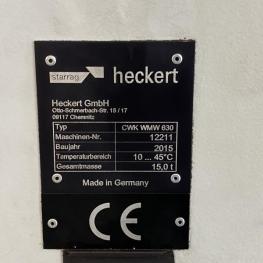 starrag heckert
Heckert GmbH
Otto-Schmerbach-Str. 15 / 17
09117 Chemnitz
Typ CWK WMW 630
Maschinen-Nr. 12211
Baujahr 2015
Temperaturbereich 10 ... 45°C
Gesamtmasse 15,0 t
Made in Germany
CE